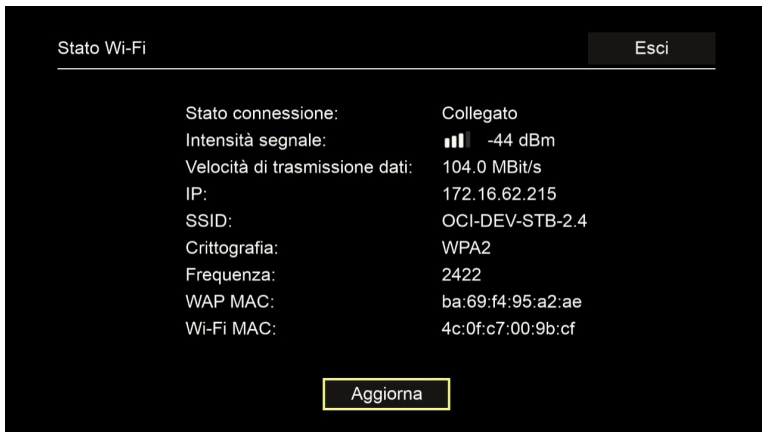 Stato Wi-Fi
Esci
Stato connessione: Collegato
Intensità segnale: -44 dBm
Velocità di trasmissione dati: 104.0 MBit/s
IP: 172.16.62.215
SSID: OCI-DEV-STB-2.4
Crittografia: WPA2
Frequenza: 2422
WAP MAC: ba:69:f4:95:a2:ae
Wi-Fi MAC: 4c:0f:c7:00:9b:cf
Aggiorna